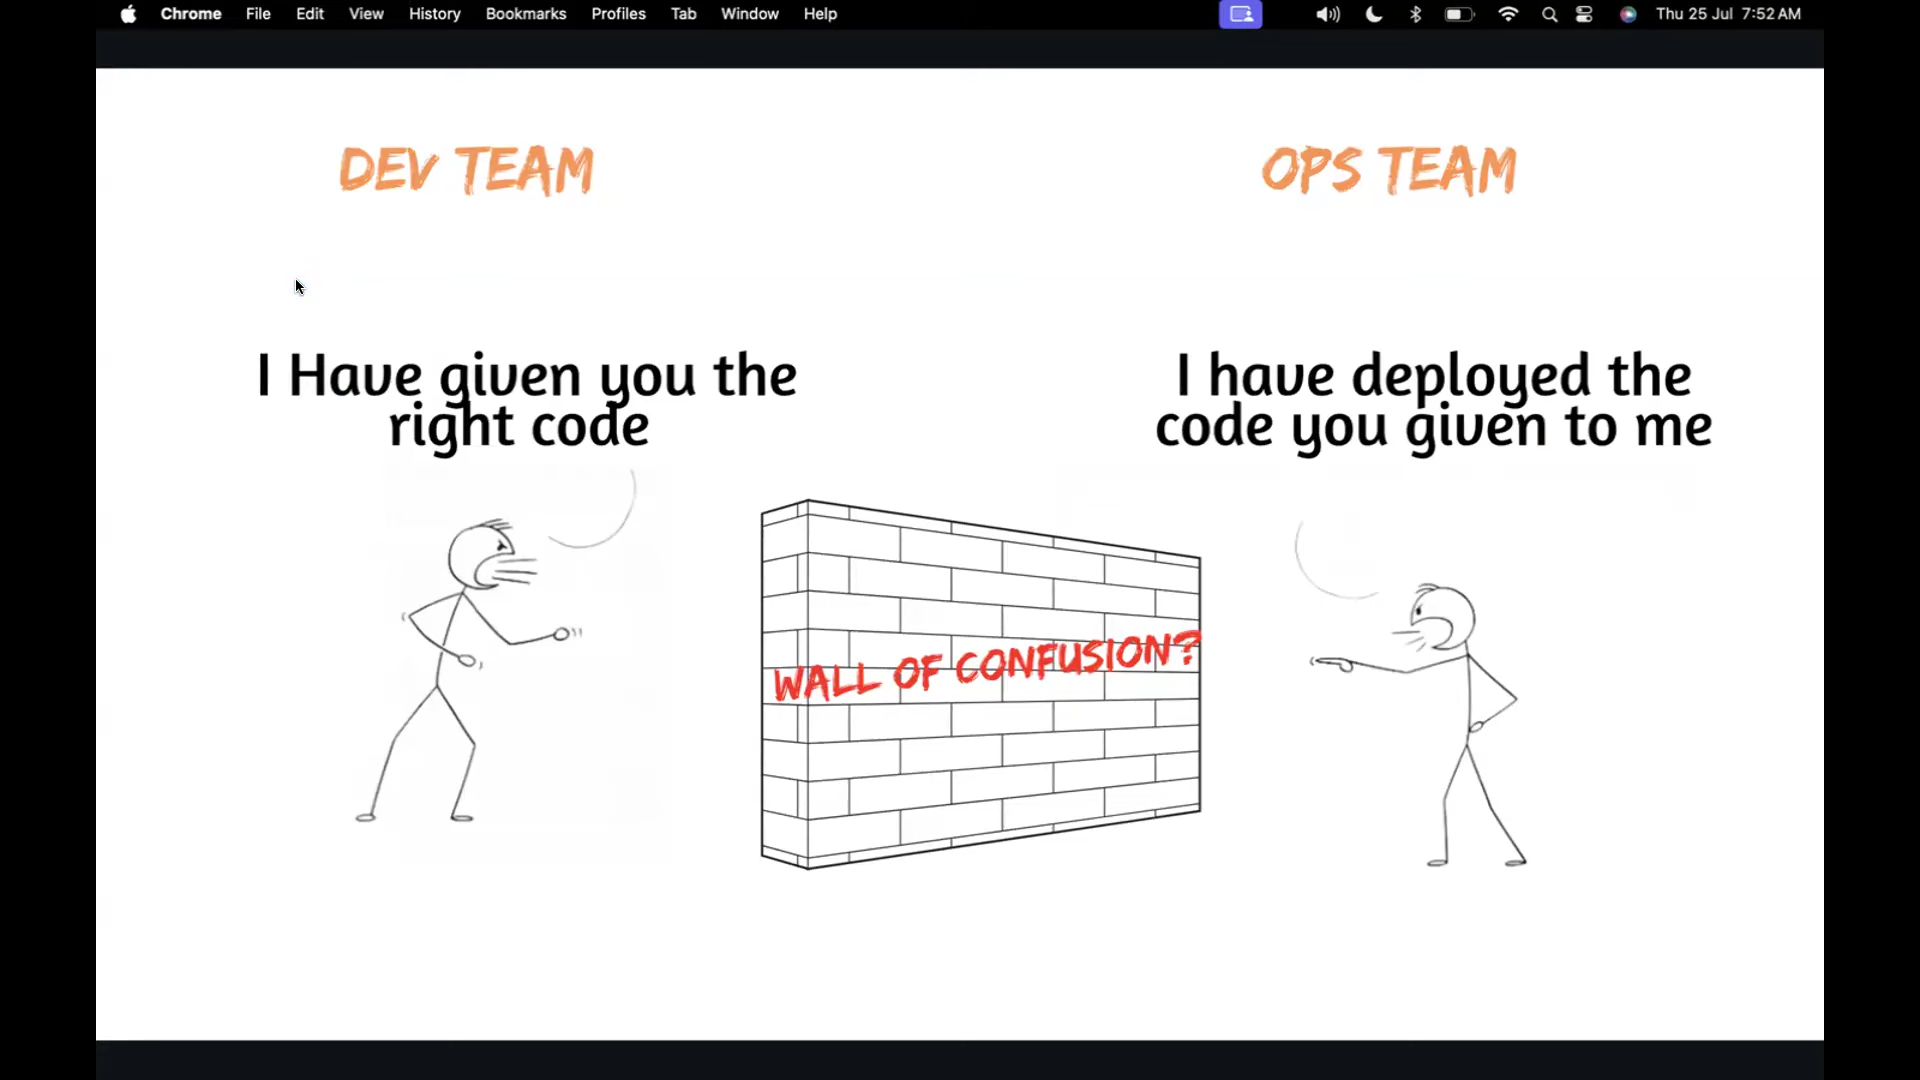 Chrome File Edit View History Bookmarks Profiles Tab Window Help Thu 25 Jul 7:52 AM
DEV TEAM
OPS TEAM
I Have given you the
right code
I have deployed the
code you given to me
WALL OF CONFUSION?